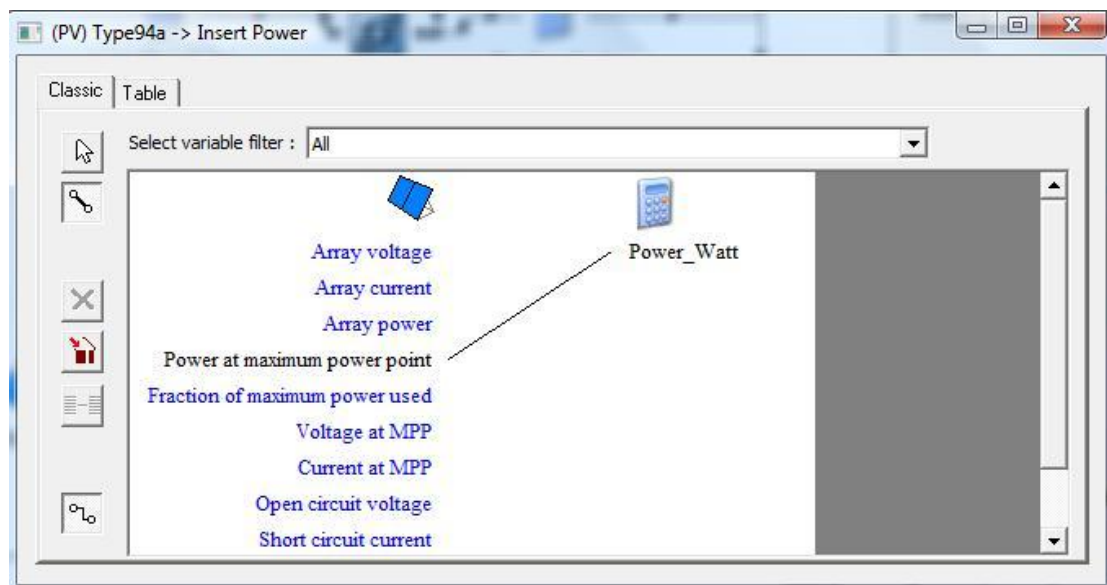 (PV) Type94a -> Insert Power
Classic
Table
Select variable filter : All
Array voltage
Power_Watt
Array current
Array power
Power at maximum power point
Fraction of maximum power used
Voltage at MPP
Current at MPP
Open circuit voltage
Short circuit current